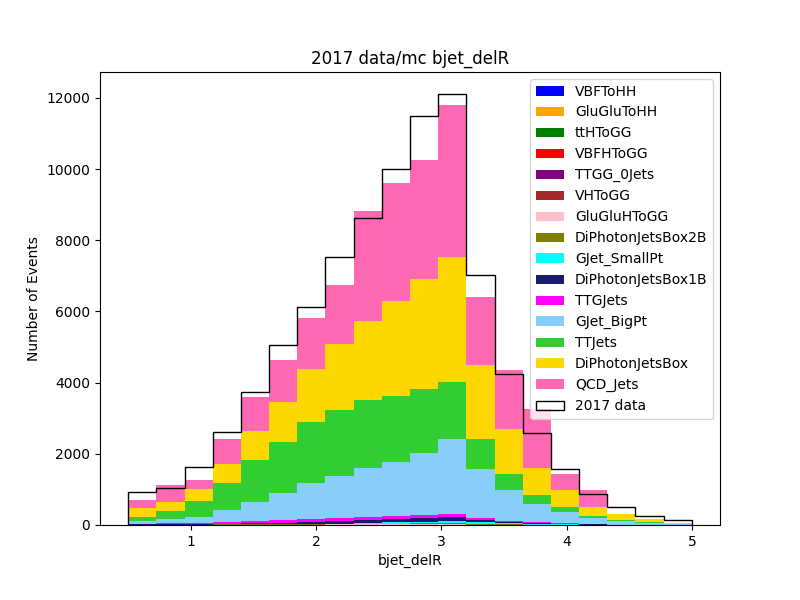 2017 data/mc bjet_delR
Number of Events
12000
10000
8000
6000
4000
2000
0
VBFToHH
GluGluToHH
ttHToGG
VBFHToGG
TTGG_0Jets
VHToGG
GluGluHToGG
DiPhotonJetsBox2B
GJet_SmallPt
DiPhotonJetsBox1B
TTGJets
GJet_BigPt
TTJets
DiPhotonJetsBox
QCD_Jets
2017 data
1 2 3 4 5
bjet_delR